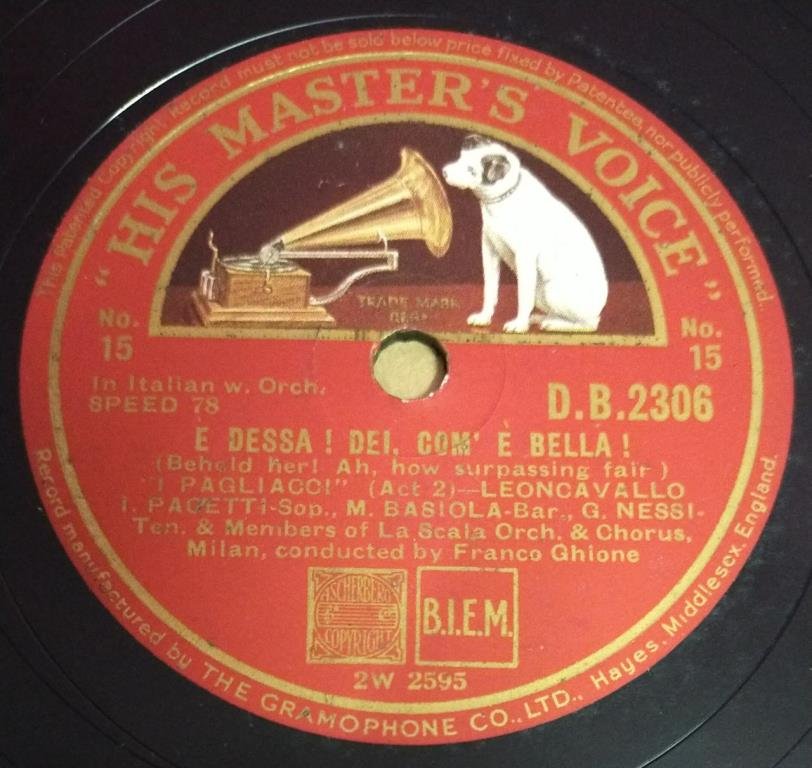 This Patented Copyright Record must not be sold below price fixed by Patentee, nor publicly performed.
"HIS MASTER'S VOICE"
TRADE MARK
REGD
No. 15
No. 15
In Italian w. Orch.
SPEED 78
D.B.2306
E DESSA! DEI, COM' È BELLA!
(Behold her! Ah, how surpassing fair)
"I PAGLIACCI" (Act 2)—LEONCAVALLO
I. PACETTI-Sop., M. BASIOLA-Bar., G. NESSI-
Ten. & Members of La Scala Orch. & Chorus,
Milan, conducted by Franco Ghione
ASCHERBERG
COPYRIGHT
B.I.E.M.
2W 2595
Record manufactured by THE GRAMOPHONE CO., LTD., Hayes, Middlesex, England.